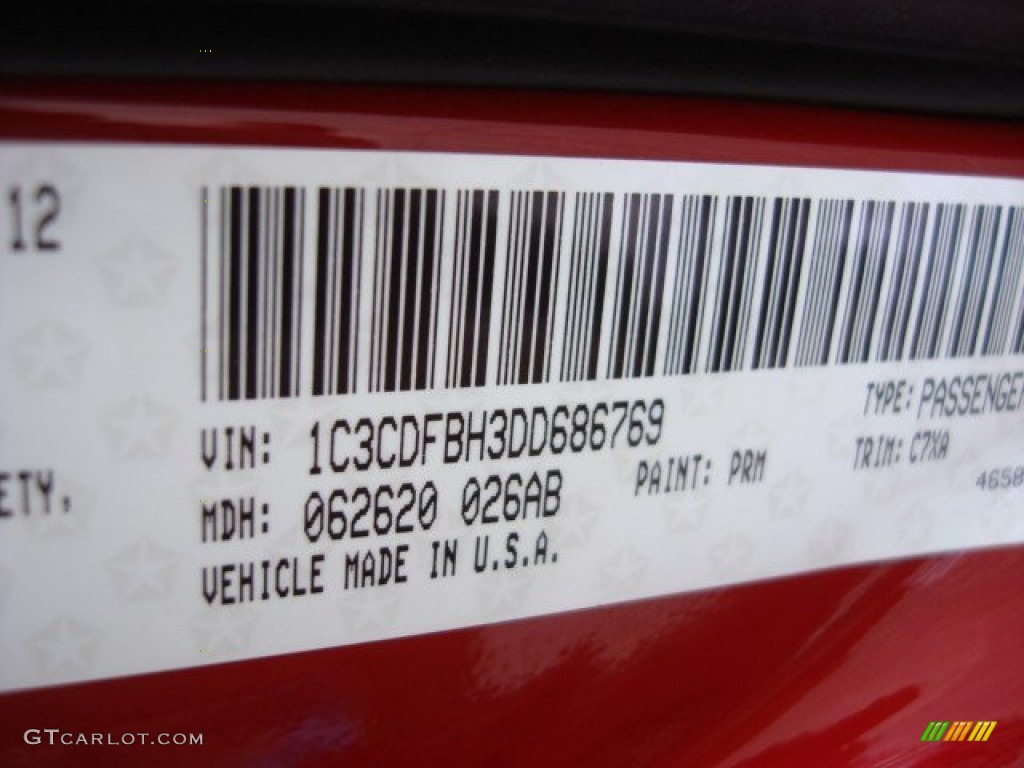 12
VIN: 1C3CDFBH3DD686769
TYPE: PASSENGER
MDH: 062620 026AB
PAINT: PRM
TRIM: C7XA
4658
ETY.
VEHICLE MADE IN U.S.A.
GTCARLOT.COM